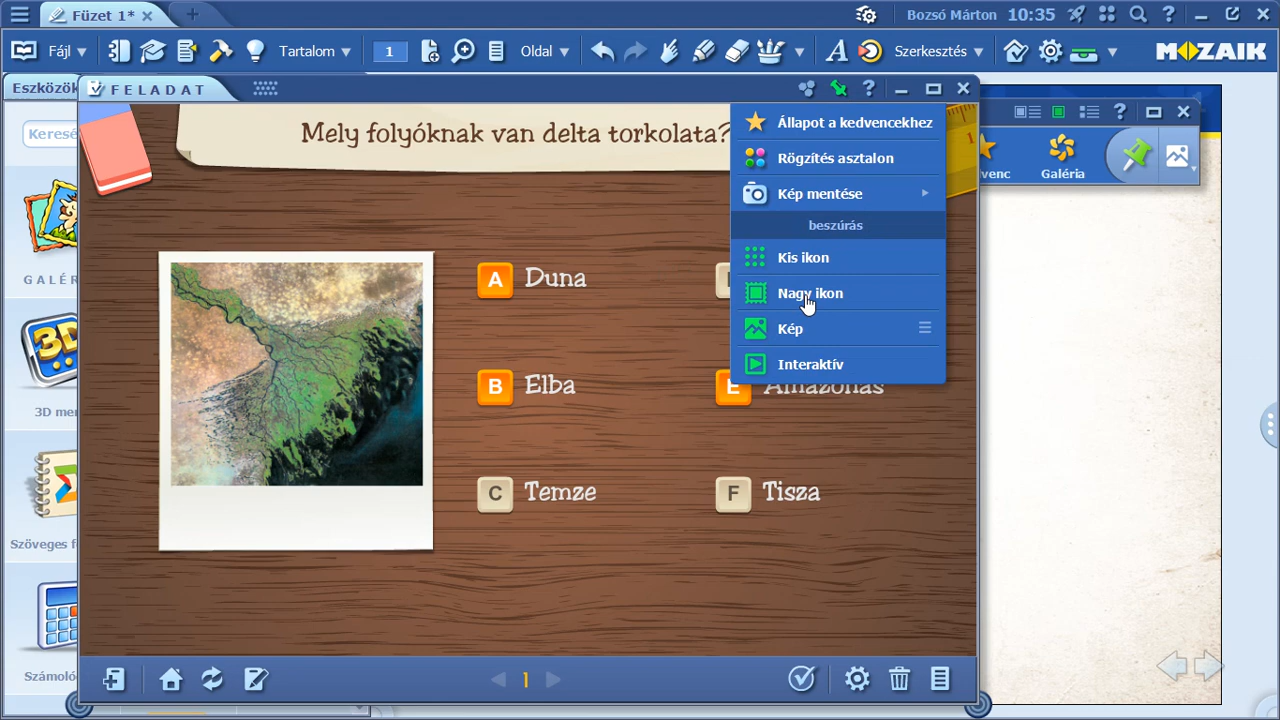 Füzet 1*
Bozsó Márton 10:35
Fájl
Tartalom
1
Oldal
Szerkesztés
MOZAIK
Eszközök
FELADAT
Keresé
Mely folyóknak van delta torkolata?
Állapot a kedvencekhez
Rögzítés asztalon
Kép mentése
beszúrás
Kis ikon
Nagy ikon
Kép
Interaktív
venc
Galéria
GALÉR
3D me
Szöveges f
Számoló
A Duna
B Elba
E Amazonas
C Temze
F Tisza
1